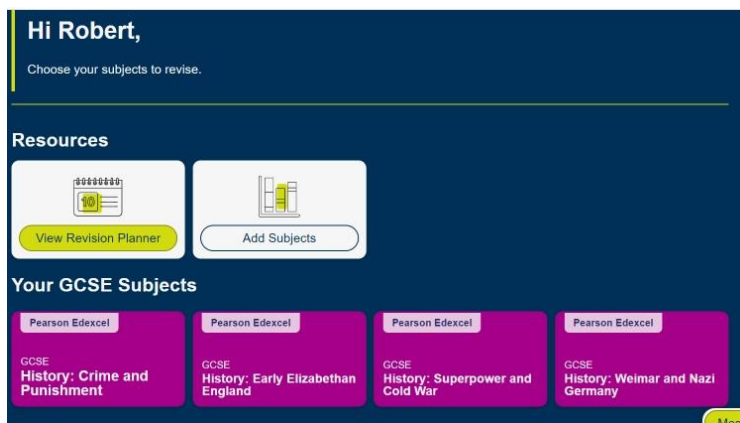 Hi Robert,
Choose your subjects to revise.
Resources
10
View Revision Planner
Add Subjects
Your GCSE Subjects
Pearson Edexcel
GCSE
History: Crime and
Punishment
Pearson Edexcel
GCSE
History: Early Elizabethan
England
Pearson Edexcel
GCSE
History: Superpower and
Cold War
Pearson Edexcel
GCSE
History: Weimar and Nazi
Germany